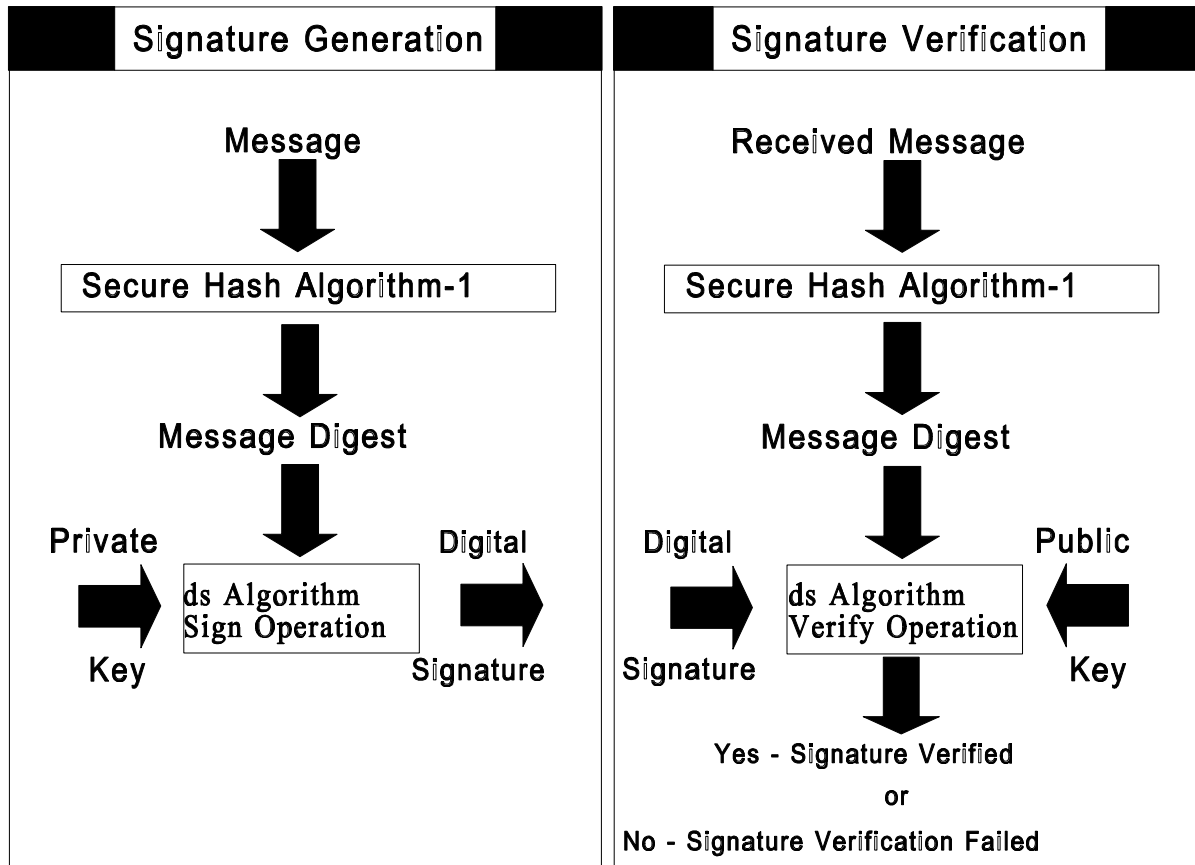 Signature Generation
Message
Secure Hash Algorithm-1
Message Digest
Private
Key
ds Algorithm
Sign Operation
Digital
Signature
Signature Verification
Received Message
Secure Hash Algorithm-1
Message Digest
Digital
Signature
ds Algorithm
Verify Operation
Public
Key
Yes - Signature Verified
or
No - Signature Verification Failed